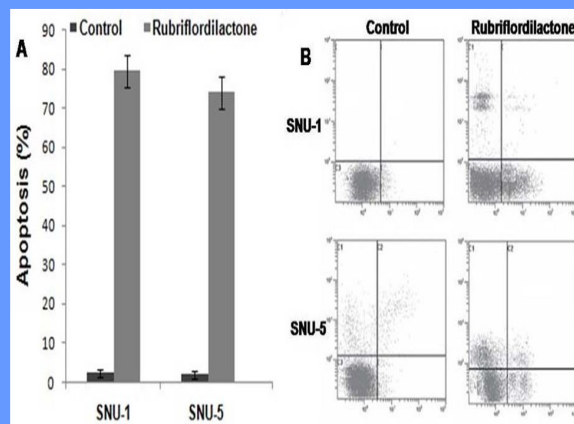 A
Control Rubriflordilactone
Apoptosis (%)
90
80
70
60
50
40
30
20
10
0
SNU-1 SNU-5
B
Control Rubriflordilactone
SNU-1
SNU-5